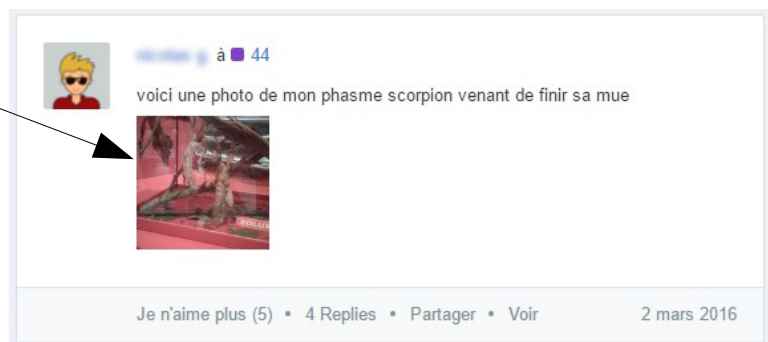 à 44
voici une photo de mon phasme scorpion venant de finir sa mue
ZOLUX
Je n'aime plus (5) • 4 Replies • Partager • Voir 2 mars 2016